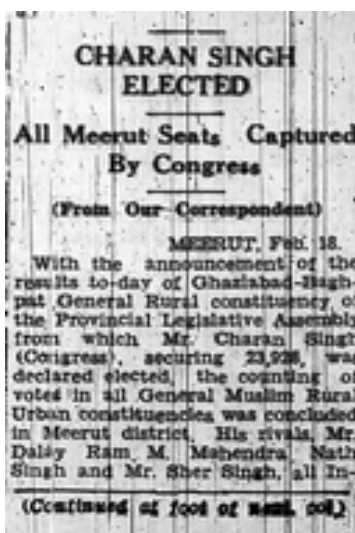 CHARAN SINGH
ELECTED
All Meerut Seats Captured
By Congress
(From Our Correspondent)
MEERUT, Feb. 18.
With the announcement of the
results to-day of Ghaziabad-Bagh-
pat General Rural constituency of
the Provincial Legislative Assembly
from which Mr. Charan Singh
(Congress), securing was
declared elected, the counting of
votes in all General Muslim Rural
Urban constituencies was concluded
in Meerut district. His rivals, Mr.
Ram, M. Mahendra Nath
Singh and Mr. Sher Singh, all In-
(Continued at foot of next col.)